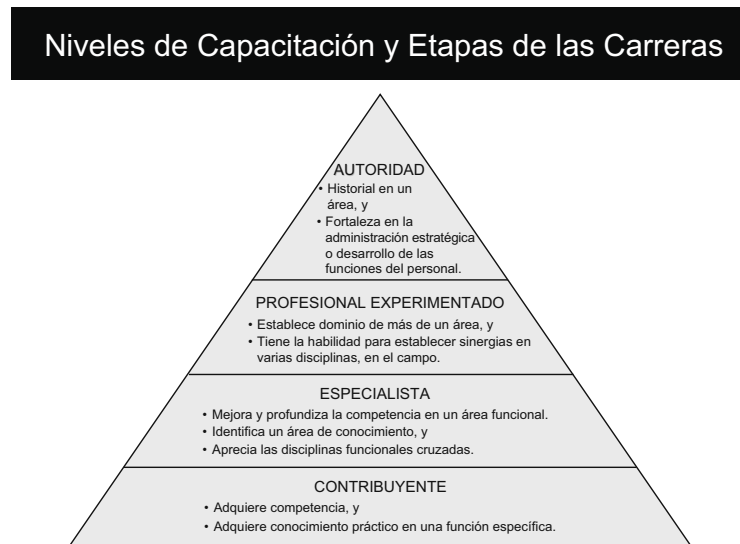 Niveles de Capacitación y Etapas de las Carreras
AUTORIDAD
• Historial en un
área, y
• Fortaleza en la
administración estratégica
o desarrollo de las
funciones del personal.
PROFESIONAL EXPERIMENTADO
• Establece dominio de más de un área, y
• Tiene la habilidad para establecer sinergias en
varias disciplinas, en el campo.
ESPECIALISTA
• Mejora y profundiza la competencia en un área funcional.
• Identifica un área de conocimiento, y
• Aprecia las disciplinas funcionales cruzadas.
CONTRIBUYENTE
• Adquiere competencia, y
• Adquiere conocimiento práctico en una función específica.